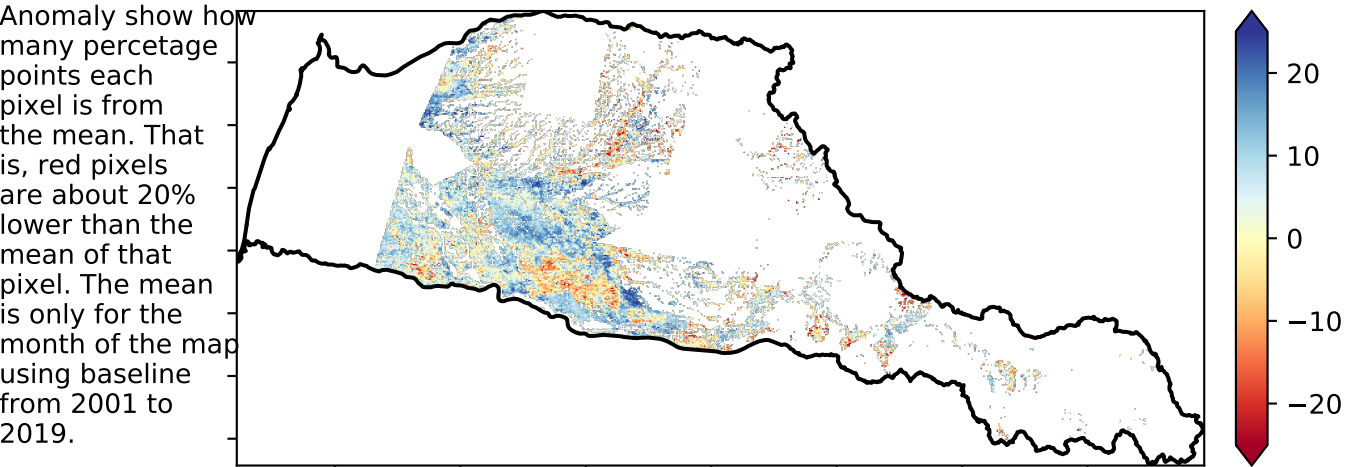 Anomaly show how
many percetage
points each
pixel is from
the mean. That
is, red pixels
are about 20%
lower than the
mean of that
pixel. The mean
is only for the
month of the map
using baseline
from 2001 to
2019.
20
10
0
−10
−20